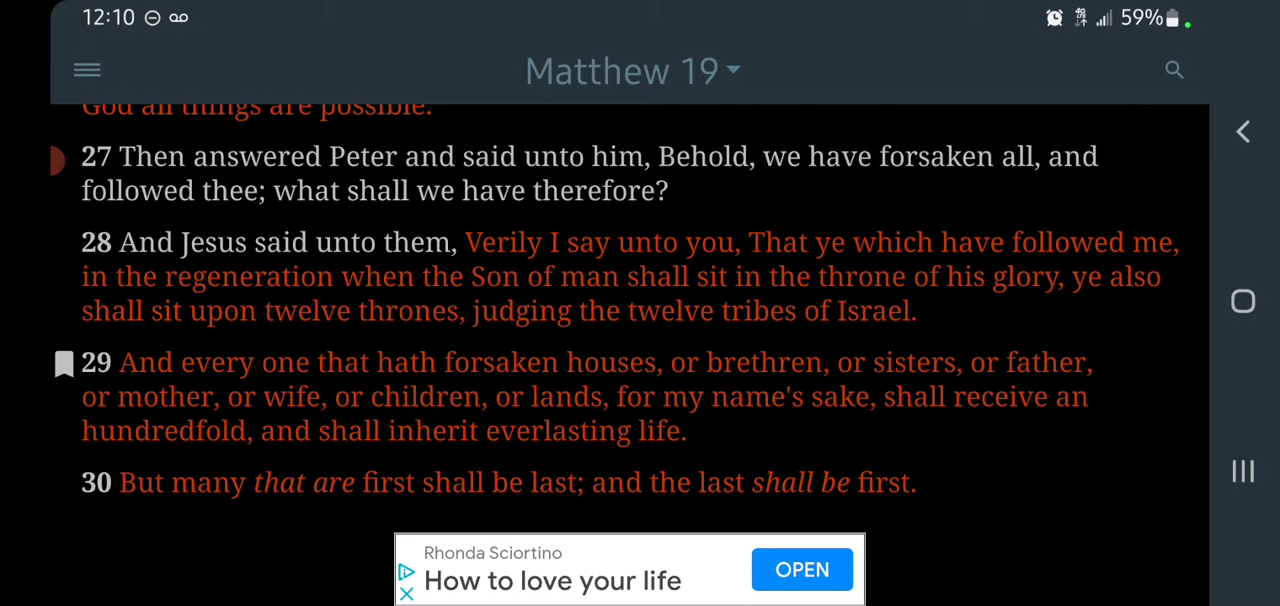 12:10 59%
Matthew 19
God all things are possible.
27 Then answered Peter and said unto him, Behold, we have forsaken all, and
followed thee; what shall we have therefore?
28 And Jesus said unto them, Verily I say unto you, That ye which have followed me,
in the regeneration when the Son of man shall sit in the throne of his glory, ye also
shall sit upon twelve thrones, judging the twelve tribes of Israel.
29 And every one that hath forsaken houses, or brethren, or sisters, or father,
or mother, or wife, or children, or lands, for my name's sake, shall receive an
hundredfold, and shall inherit everlasting life.
30 But many that are first shall be last; and the last shall be first.
Rhonda Sciortino
How to love your life
OPEN